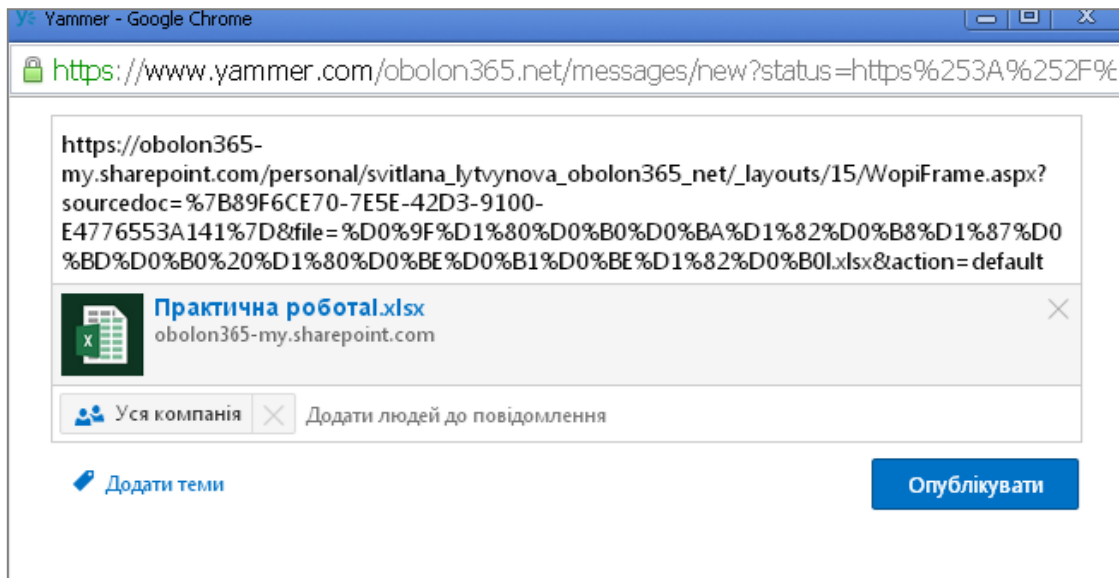 Yammer - Google Chrome
https://www.yammer.com/obolon365.net/messages/new?status=https%253A%252F%
https://obolon365-
my.sharepoint.com/personal/svitlana_lytvynova_obolon365_net/_layouts/15/WopiFrame.aspx?
sourcedoc=%7B89F6CE70-7E5E-42D3-9100-
E4776553A141%7D&file=%D0%9F%D1%80%D0%B0%D0%BA%D1%82%D0%B8%D1%87%D0
%BD%D0%B0%20%D1%80%D0%BE%D0%B1%D0%BE%D1%82%D0%B0I.xlsx&action=default
Практична роботаI.xlsx
obolon365-my.sharepoint.com
Уся компанія
Додати людей до повідомлення
Додати теми
Опублікувати